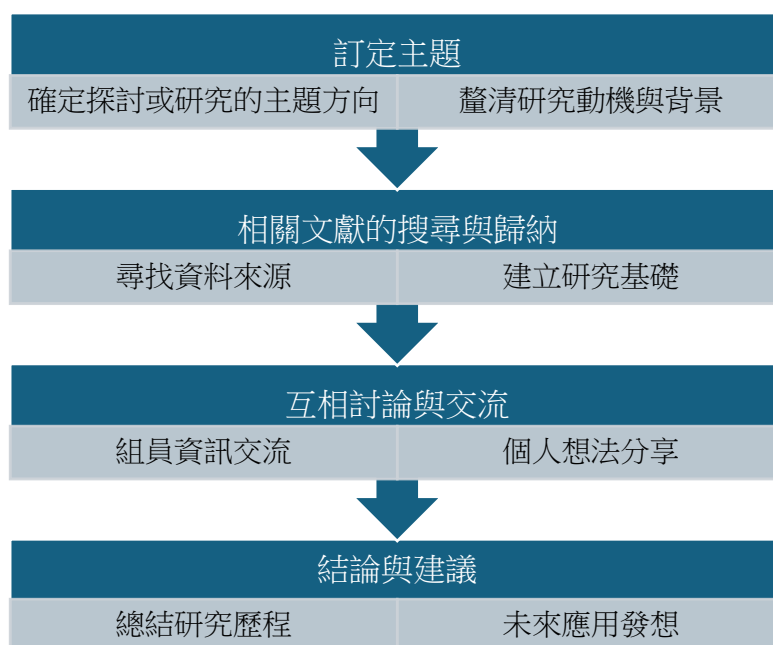 訂定主題
確定探討或研究的主題方向
釐清研究動機與背景
相關文獻的搜尋與歸納
尋找資料來源
建立研究基礎
互相討論與交流
組員資訊交流
個人想法分享
結論與建議
總結研究歷程
未來應用發想